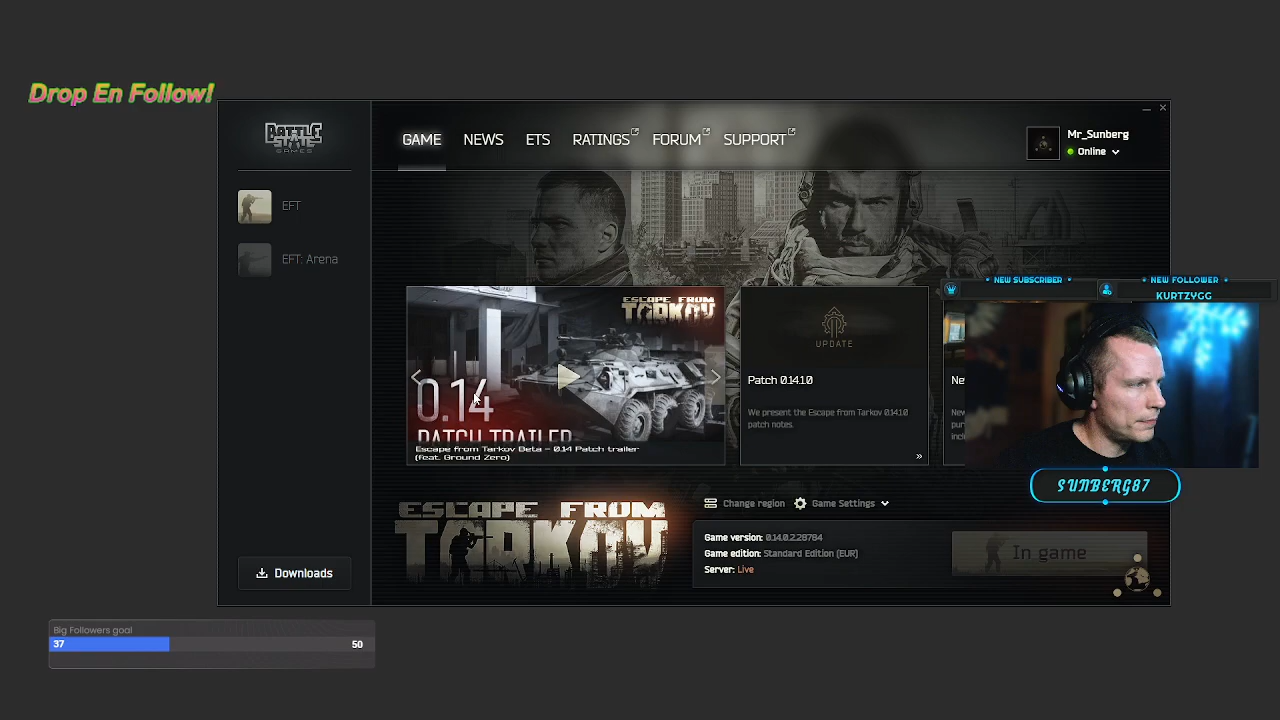 Drop En Follow!
BATTLE
STATE
GAMES
GAME
NEWS
ETS
RATINGS
FORUM
SUPPORT
Mr_Sunberg
Online
EFT
EFT: Arena
ESCAPE FROM
TARKOV
0.14
PATCH TRAILER
Escape from Tarkov Beta – 0.14 Patch trailer
(feat. Ground Zero)
UPDATE
Patch 0.14.1.0
We present the Escape from Tarkov 0.14.1.0
patch notes.
»
NEW SUBSCRIBER
NEW FOLLOWER
KURTZYGG
SUNBERG87
ESCAPE FROM
TARKOV
Change region
Game Settings
Game version: 0.14.0.2.28784
Game edition: Standard Edition (EUR)
Server: Live
In game
Downloads
Big Followers goal
37
50